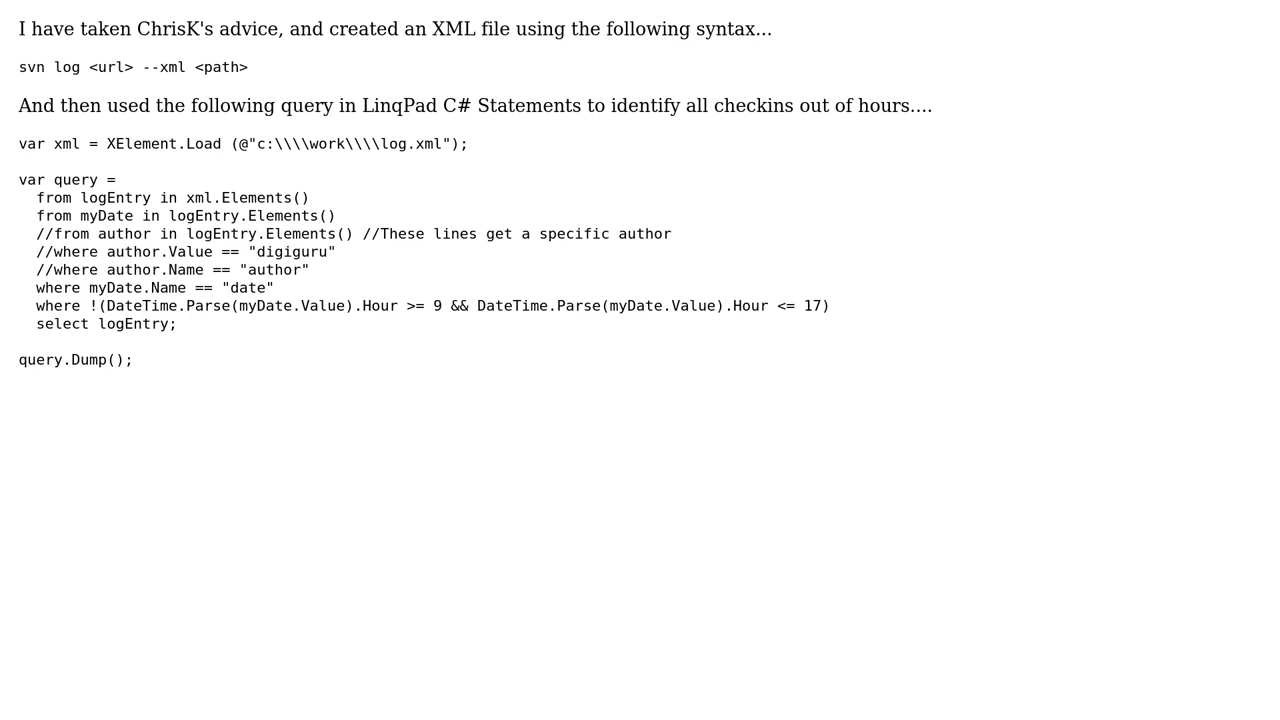 I have taken ChrisK's advice, and created an XML file using the following syntax...
svn log <url> --xml <path>
And then used the following query in LinqPad C# Statements to identify all checkins out of hours....
var xml = XElement.Load (@"c:\\\\work\\\\log.xml");
var query =
  from logEntry in xml.Elements()
  from myDate in logEntry.Elements()
  //from author in logEntry.Elements() //These lines get a specific author
  //where author.Value == "digiguru"
  //where author.Name == "author"
  where myDate.Name == "date"
  where !(DateTime.Parse(myDate.Value).Hour >= 9 && DateTime.Parse(myDate.Value).Hour <= 17)
  select logEntry;
query.Dump();